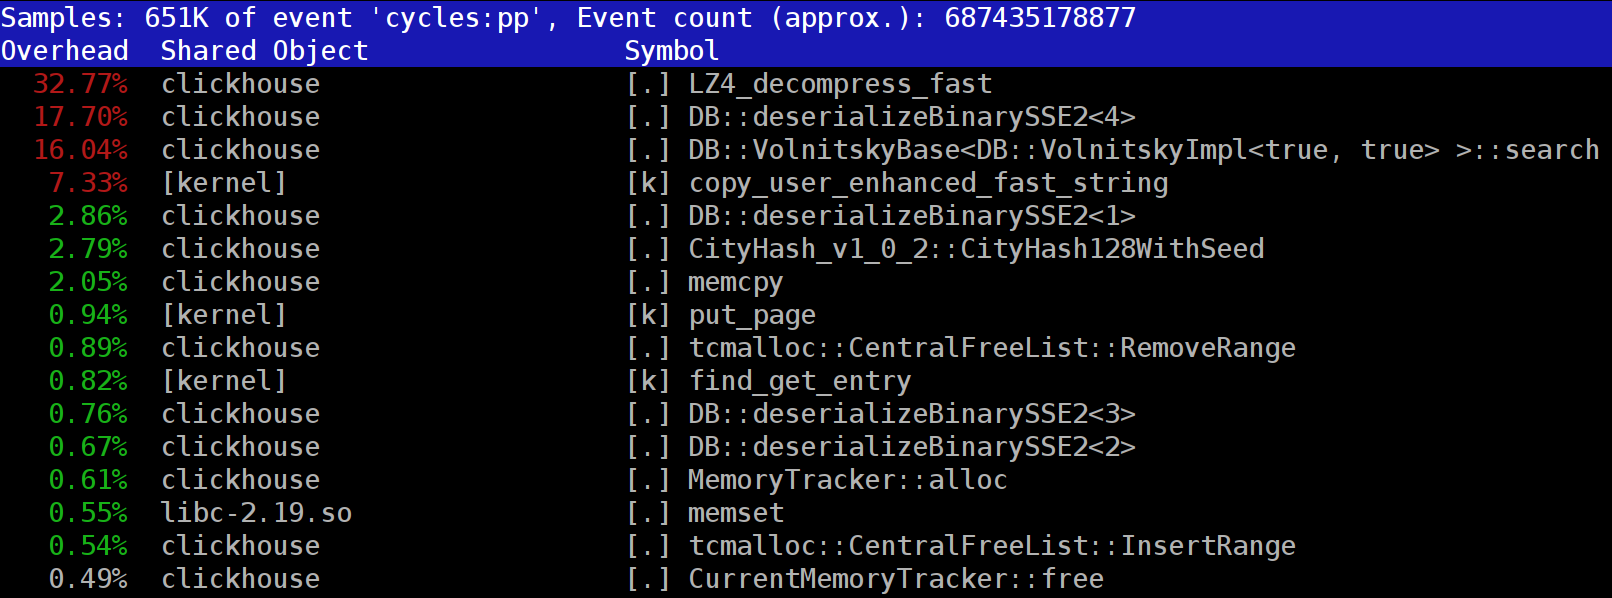 Samples: 651K of event 'cycles:pp', Event count (approx.): 687435178877
Overhead  Shared Object                Symbol
32.77%  clickhouse                   [.] LZ4_decompress_fast
17.70%  clickhouse                   [.] DB::deserializeBinarySSE2<4>
16.04%  clickhouse                   [.] DB::VolnitskyBase<DB::VolnitskyImpl<true, true> >::search
7.33%  [kernel]                     [k] copy_user_enhanced_fast_string
2.86%  clickhouse                   [.] DB::deserializeBinarySSE2<1>
2.79%  clickhouse                   [.] CityHash_v1_0_2::CityHash128WithSeed
2.05%  clickhouse                   [.] memcpy
0.94%  [kernel]                     [k] put_page
0.89%  clickhouse                   [.] tcmalloc::CentralFreeList::RemoveRange
0.82%  [kernel]                     [k] find_get_entry
0.76%  clickhouse                   [.] DB::deserializeBinarySSE2<3>
0.67%  clickhouse                   [.] DB::deserializeBinarySSE2<2>
0.61%  clickhouse                   [.] MemoryTracker::alloc
0.55%  libc-2.19.so                 [.] memset
0.54%  clickhouse                   [.] tcmalloc::CentralFreeList::InsertRange
0.49%  clickhouse                   [.] CurrentMemoryTracker::free